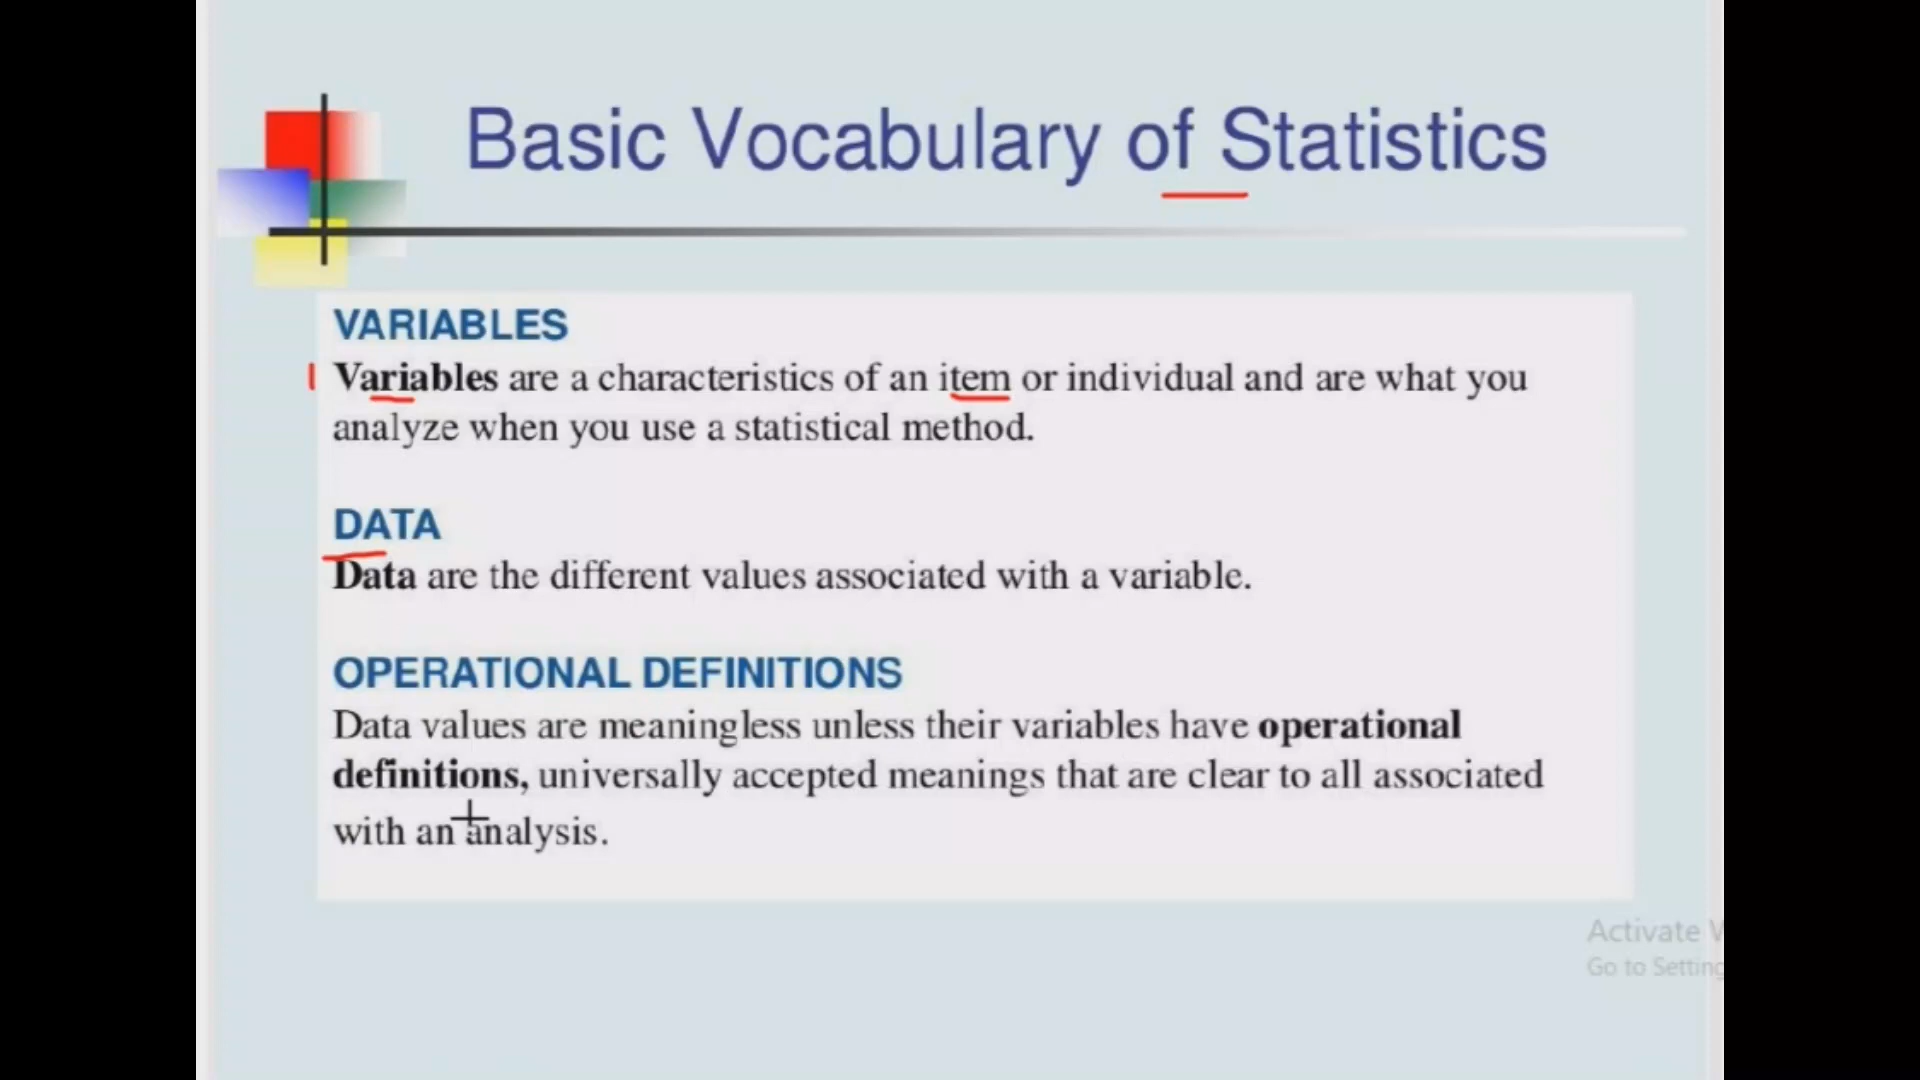 Basic Vocabulary of Statistics
VARIABLES
Variables are a characteristics of an item or individual and are what you
analyze when you use a statistical method.
DATA
Data are the different values associated with a variable.
OPERATIONAL DEFINITIONS
Data values are meaningless unless their variables have operational
definitions, universally accepted meanings that are clear to all associated
with an analysis.
Activate
Go to Setting